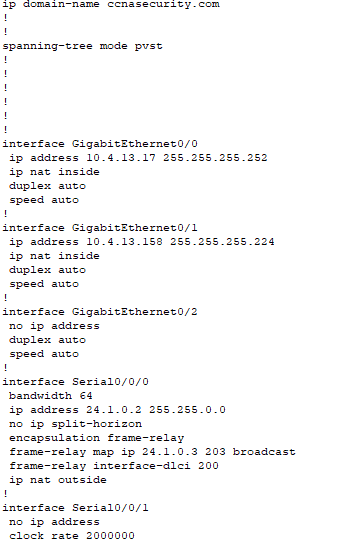 ip domain-name ccnasecurity.com
!
!
spanning-tree mode pvst
!
!
!
!
!
!
interface GigabitEthernet0/0
ip address 10.4.13.17 255.255.255.252
ip nat inside
duplex auto
speed auto
!
interface GigabitEthernet0/1
ip address 10.4.13.158 255.255.255.224
ip nat inside
duplex auto
speed auto
!
interface GigabitEthernet0/2
no ip address
duplex auto
speed auto
!
interface Serial0/0/0
bandwidth 64
ip address 24.1.0.2 255.255.0.0
no ip split-horizon
encapsulation frame-relay
frame-relay map ip 24.1.0.3 203 broadcast
frame-relay interface-dlci 200
ip nat outside
!
interface Serial0/0/1
no ip address
clock rate 2000000